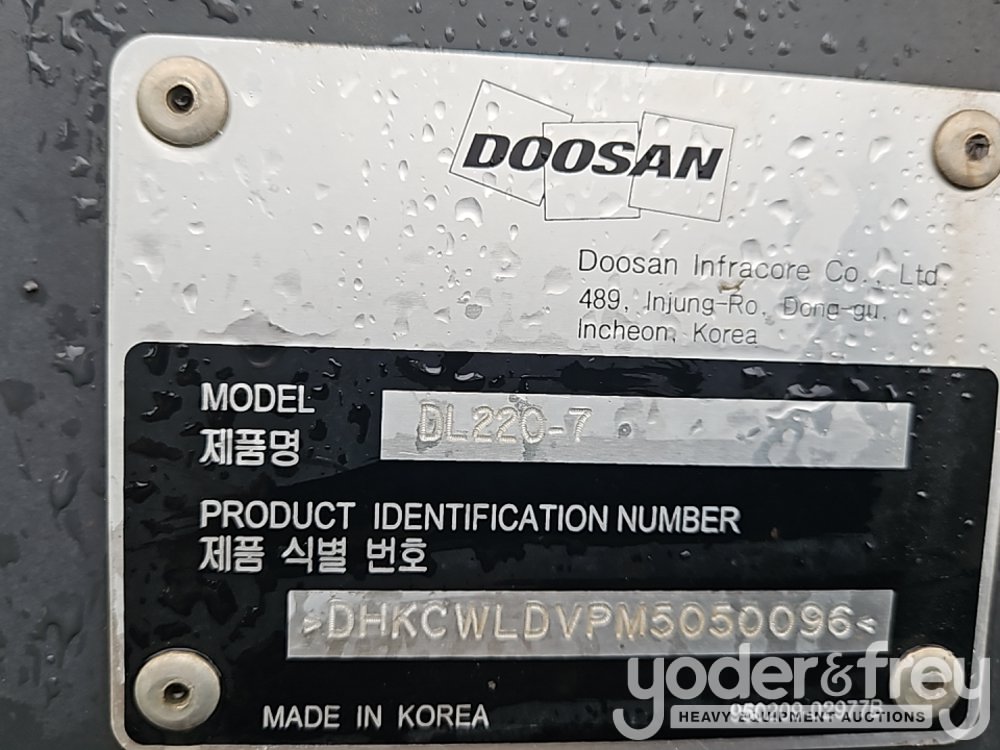 DOOSAN
Doosan Infracore Co., Ltd.
489, Injung-Ro, Dong-gu,
Incheon, Korea
MODEL
제품명
DL220-7
PRODUCT IDENTIFICATION NUMBER
제품 식별 번호
>DHKCWLDVPM5050096<
MADE IN KOREA
yoder&frey
HEAVY EQUIPMENT AUCTIONS